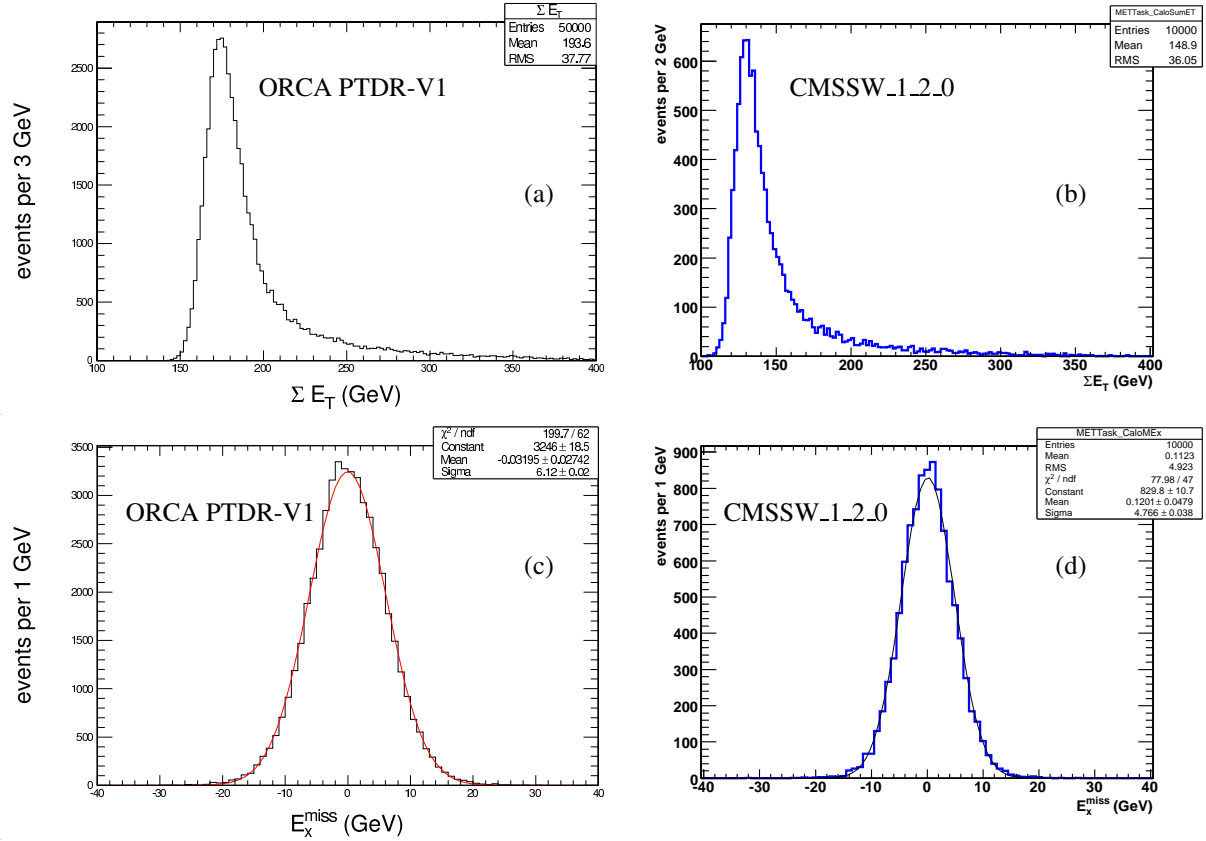 Σ E_T
Entries 50000
Mean 193.6
RMS 37.77
ORCA PTDR-V1
(a)
events per 3 GeV
2500
2000
1500
1000
500
0
100 150 200 250 300 350 400
Σ E_T (GeV)
METTask_CaloSumET
Entries 10000
Mean 148.9
RMS 36.05
CMSSW_1_2_0
(b)
events per 2 GeV
600
500
400
300
200
100
0
100 150 200 250 300 350 400
ΣE_T (GeV)
χ² / ndf 199.7 / 62
Constant 3246 ± 18.5
Mean -0.03195 ± 0.02742
Sigma 6.12 ± 0.02
ORCA PTDR-V1
(c)
events per 1 GeV
3500
3000
2500
2000
1500
1000
500
0
-40 -30 -20 -10 0 10 20 30 40
E_x^miss (GeV)
METTask_CaloMEx
Entries 10000
Mean 0.1123
RMS 4.923
χ² / ndf 77.98 / 47
Constant 829.8 ± 10.7
Mean 0.1201 ± 0.0479
Sigma 4.766 ± 0.038
CMSSW_1_2_0
(d)
events per 1 GeV
900
800
700
600
500
400
300
200
100
0
-40 -30 -20 -10 0 10 20 30 40
E_x^miss (GeV)